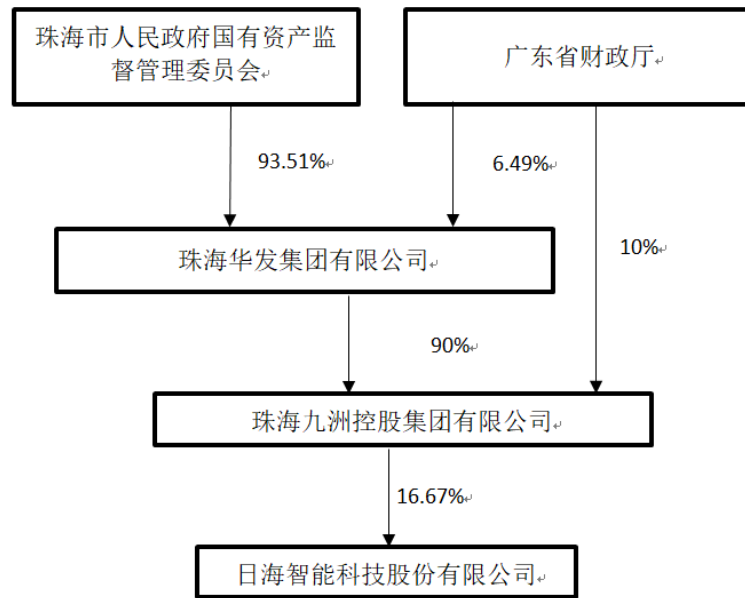 珠海市人民政府国有资产监
督管理委员会
广东省财政厅
93.51%
6.49%
珠海华发集团有限公司
10%
90%
珠海九洲控股集团有限公司
16.67%
日海智能科技股份有限公司